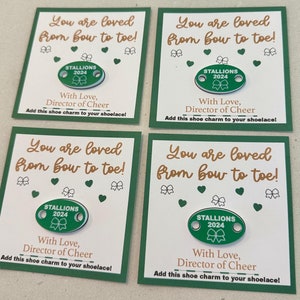 You are loved
from bow to toe!
STALLIONS
2024
With Love,
Director of Cheer
Add this shoe charm to your shoelace!
You are loved
from bow to toe!
STALLIONS
2024
With Love,
Director of Cheer
Add this shoe charm to your shoelace!
You are loved
from bow to toe!
STALLIONS
2024
With Love,
Director of Cheer
Add this shoe charm to your shoelace!
You are loved
from bow to toe!
STALLIONS
2024
With Love,
Director of Cheer
Add this shoe charm to your shoelace!